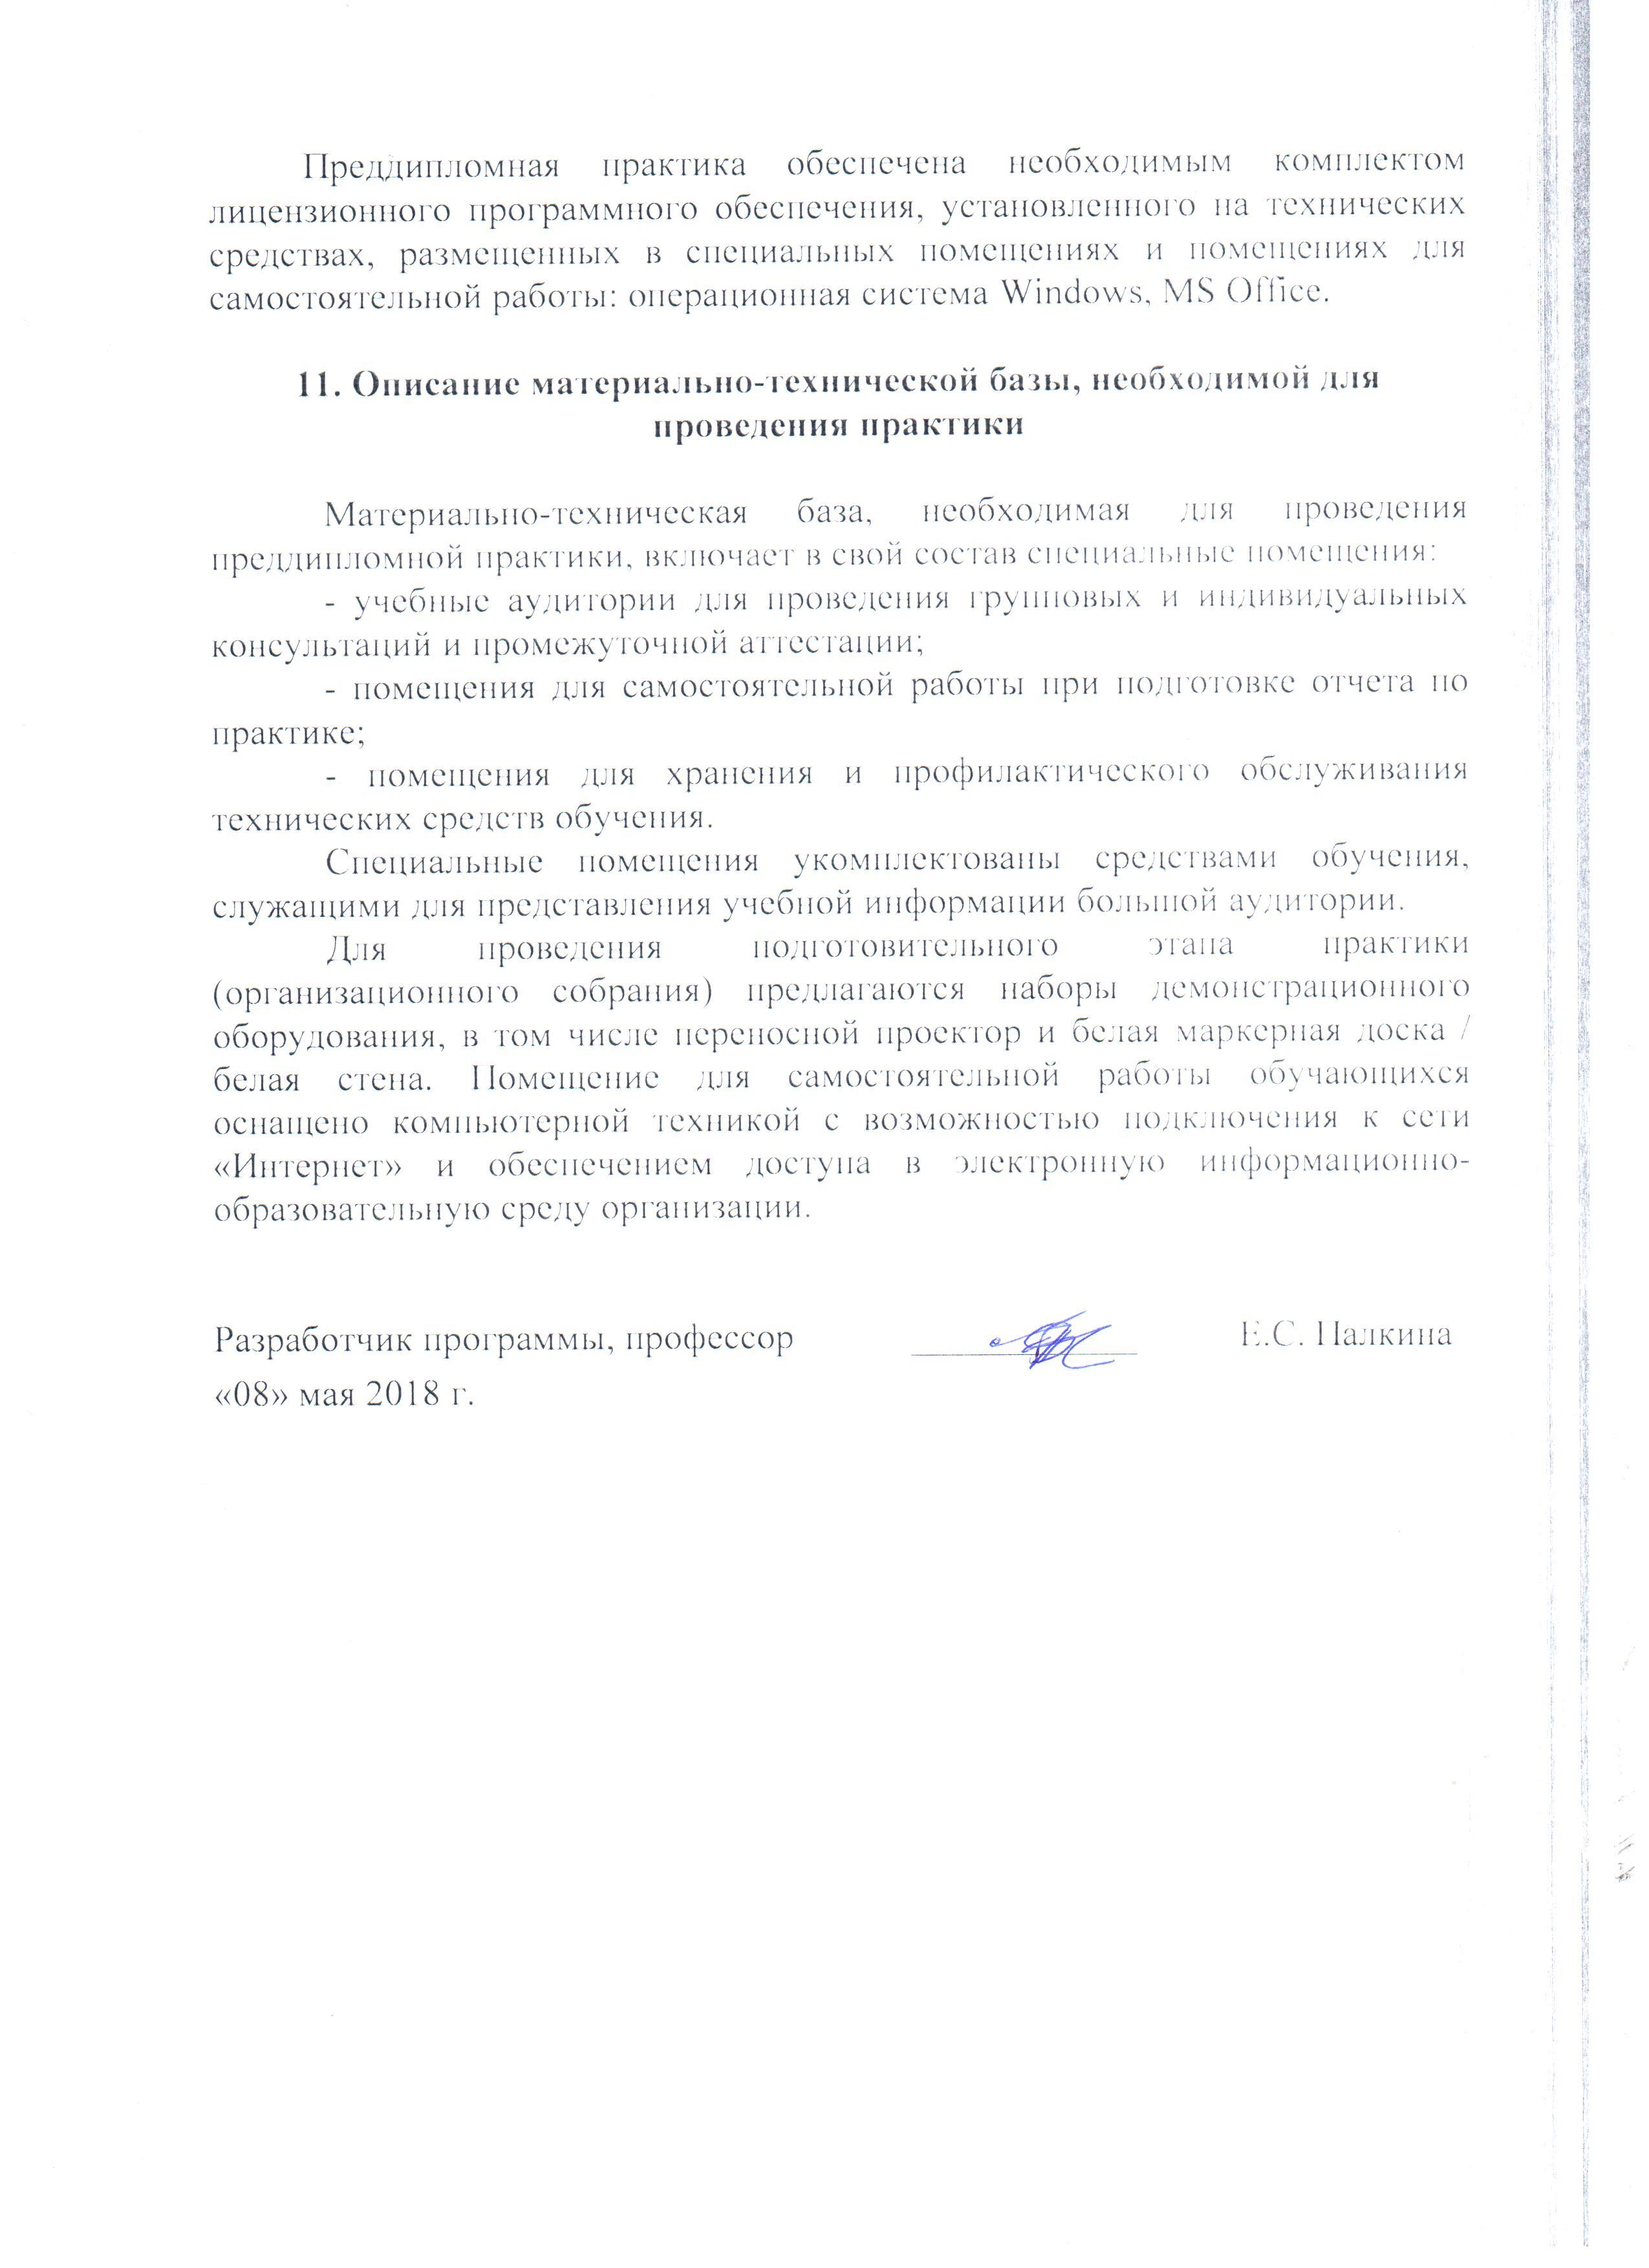 Преддипломная практика обеспечена необходимым комплектом
лицензионного программного обеспечения, установленного на технических
средствах, размещенных в специальных помещениях и помещениях для
самостоятельной работы: операционная система Windows, MS Office.
11. Описание материально-технической базы, необходимой для
проведения практики
Материально-техническая база, необходимая для проведения
преддипломной практики, включает в свой состав специальные помещения:
- учебные аудитории для проведения групповых и индивидуальных
консультаций и промежуточной аттестации;
- помещения для самостоятельной работы при подготовке отчета по
практике;
- помещения для хранения и профилактического обслуживания
технических средств обучения.
Специальные помещения укомплектованы средствами обучения,
служащими для представления учебной информации большой аудитории.
Для проведения подготовительного этапа практики
(организационного собрания) предлагаются наборы демонстрационного
оборудования, в том числе переносной проектор и белая маркерная доска /
белая стена. Помещение для самостоятельной работы обучающихся
оснащено компьютерной техникой с возможностью подключения к сети
«Интернет» и обеспечением доступа в электронную информационно-
образовательную среду организации.
Разработчик программы, профессор Е.С. Палкина
«08» мая 2018 г.